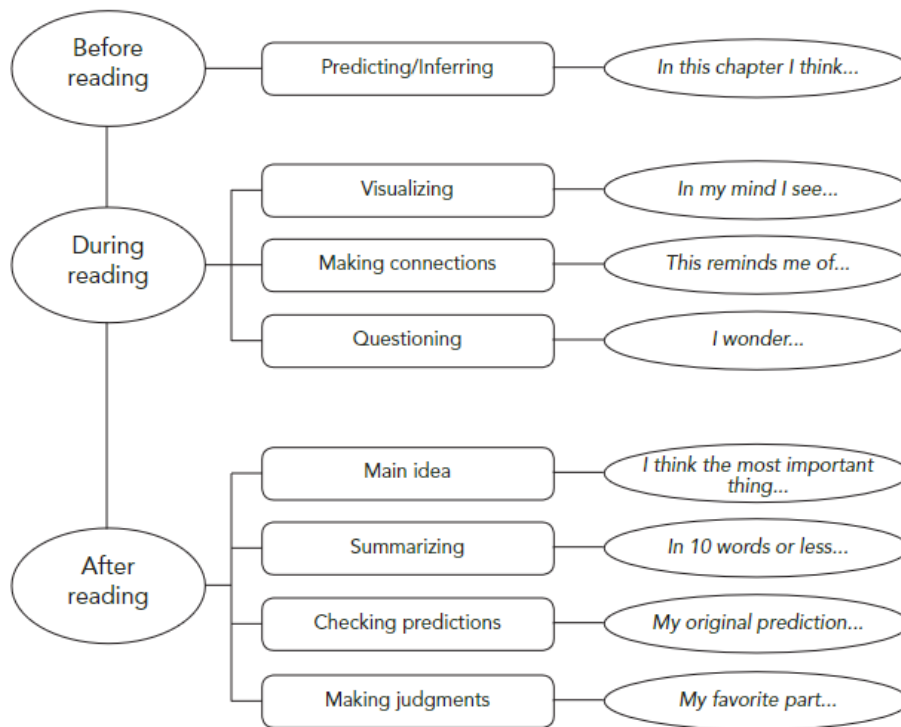 Before
reading
Predicting/Inferring
In this chapter I think...
During
reading
Visualizing
In my mind I see...
Making connections
This reminds me of...
Questioning
I wonder...
After
reading
Main idea
I think the most important
thing...
Summarizing
In 10 words or less...
Checking predictions
My original prediction...
Making judgments
My favorite part...